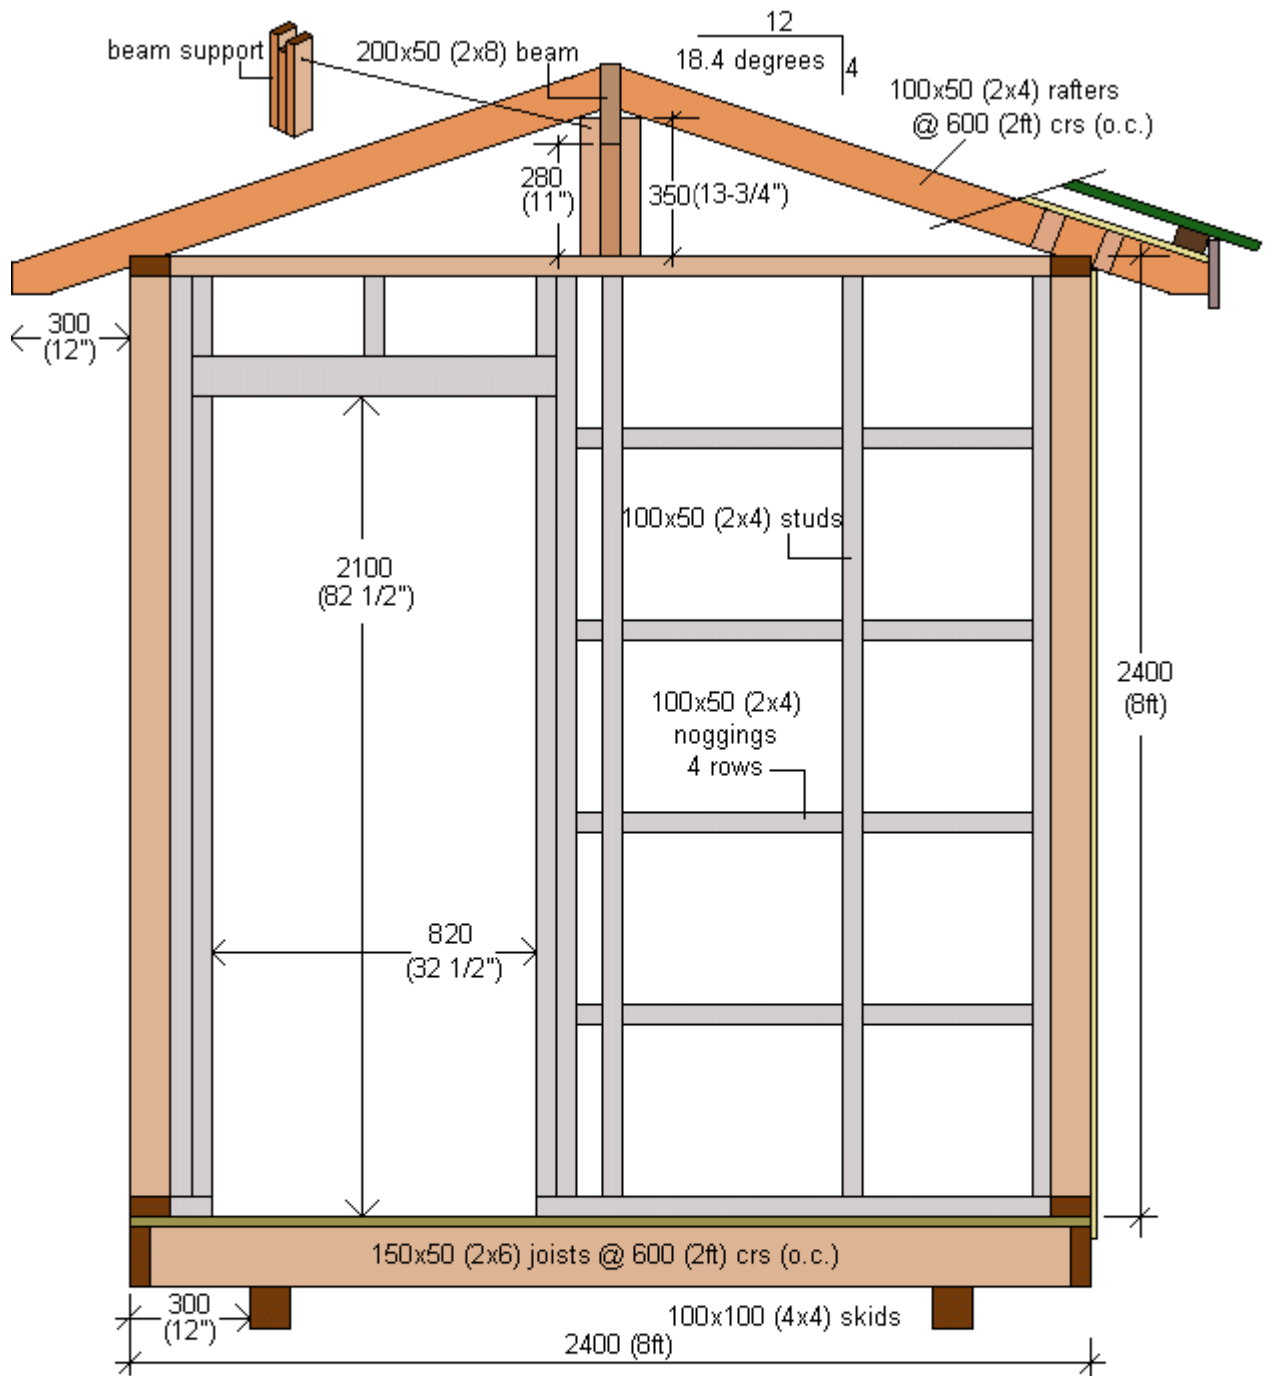 12
beam support
200x50 (2x8) beam
18.4 degrees
4
100x50 (2x4) rafters
@ 600 (2ft) crs (o.c.)
280
(11")
350(13-3/4")
300
(12")
100x50 (2x4) studs
2100
(82 1/2")
2400
(8ft)
100x50 (2x4)
noggings
4 rows
820
(32 1/2")
150x50 (2x6) joists @ 600 (2ft) crs (o.c.)
300
(12")
100x100 (4x4) skids
2400 (8ft)